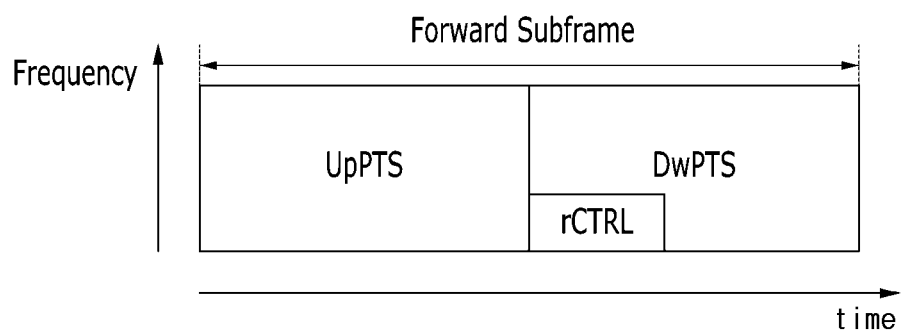 Forward Subframe
Frequency
UpPTS
DwPTS
rCTRL
time